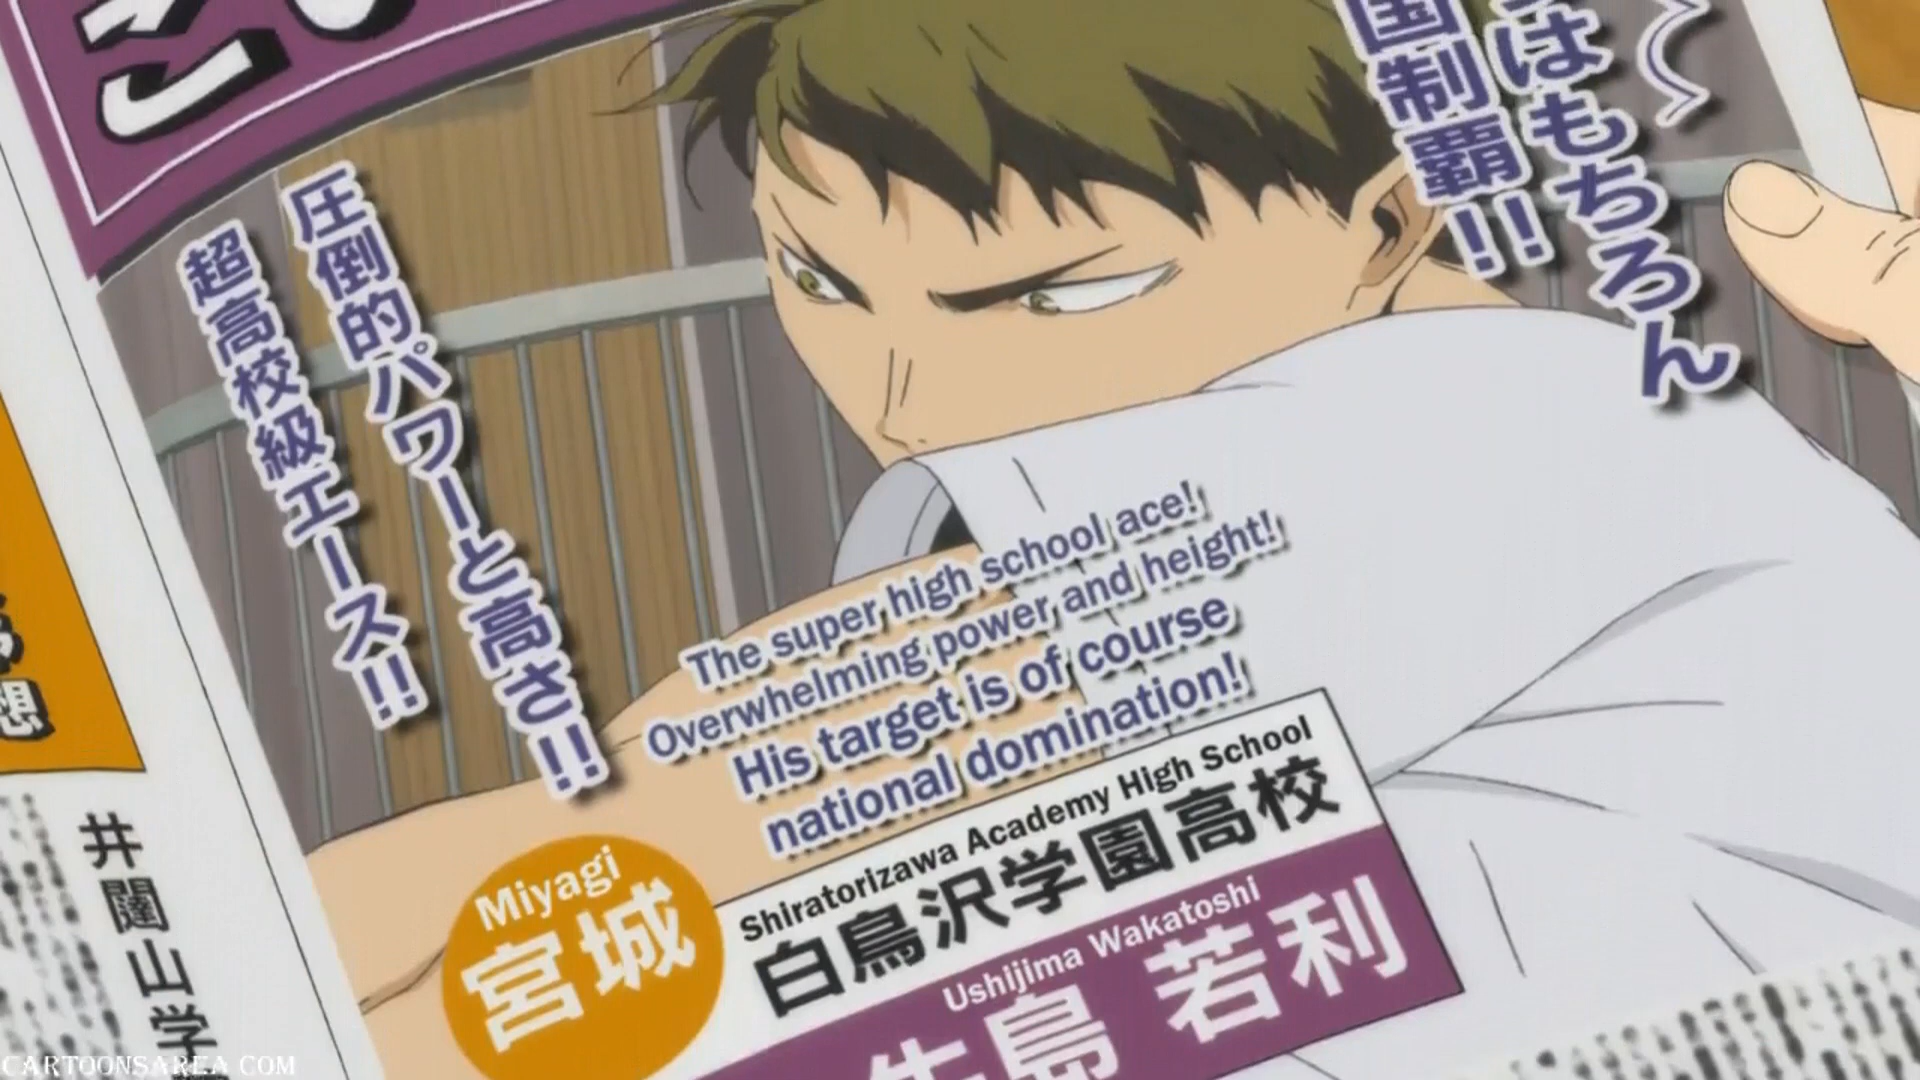 国制覇!!
はもちろん
圧倒的パワーと高さ!!
超高校級エース!!
The super high school ace!
Overwhelming power and height!
His target is of course
national domination!
Miyagi
宮城
Shiratorizawa Academy High School
白鳥沢学園高校
Ushijima Wakatoshi
牛島 若利
想
井闥山学
CARTOONSAREA.COM